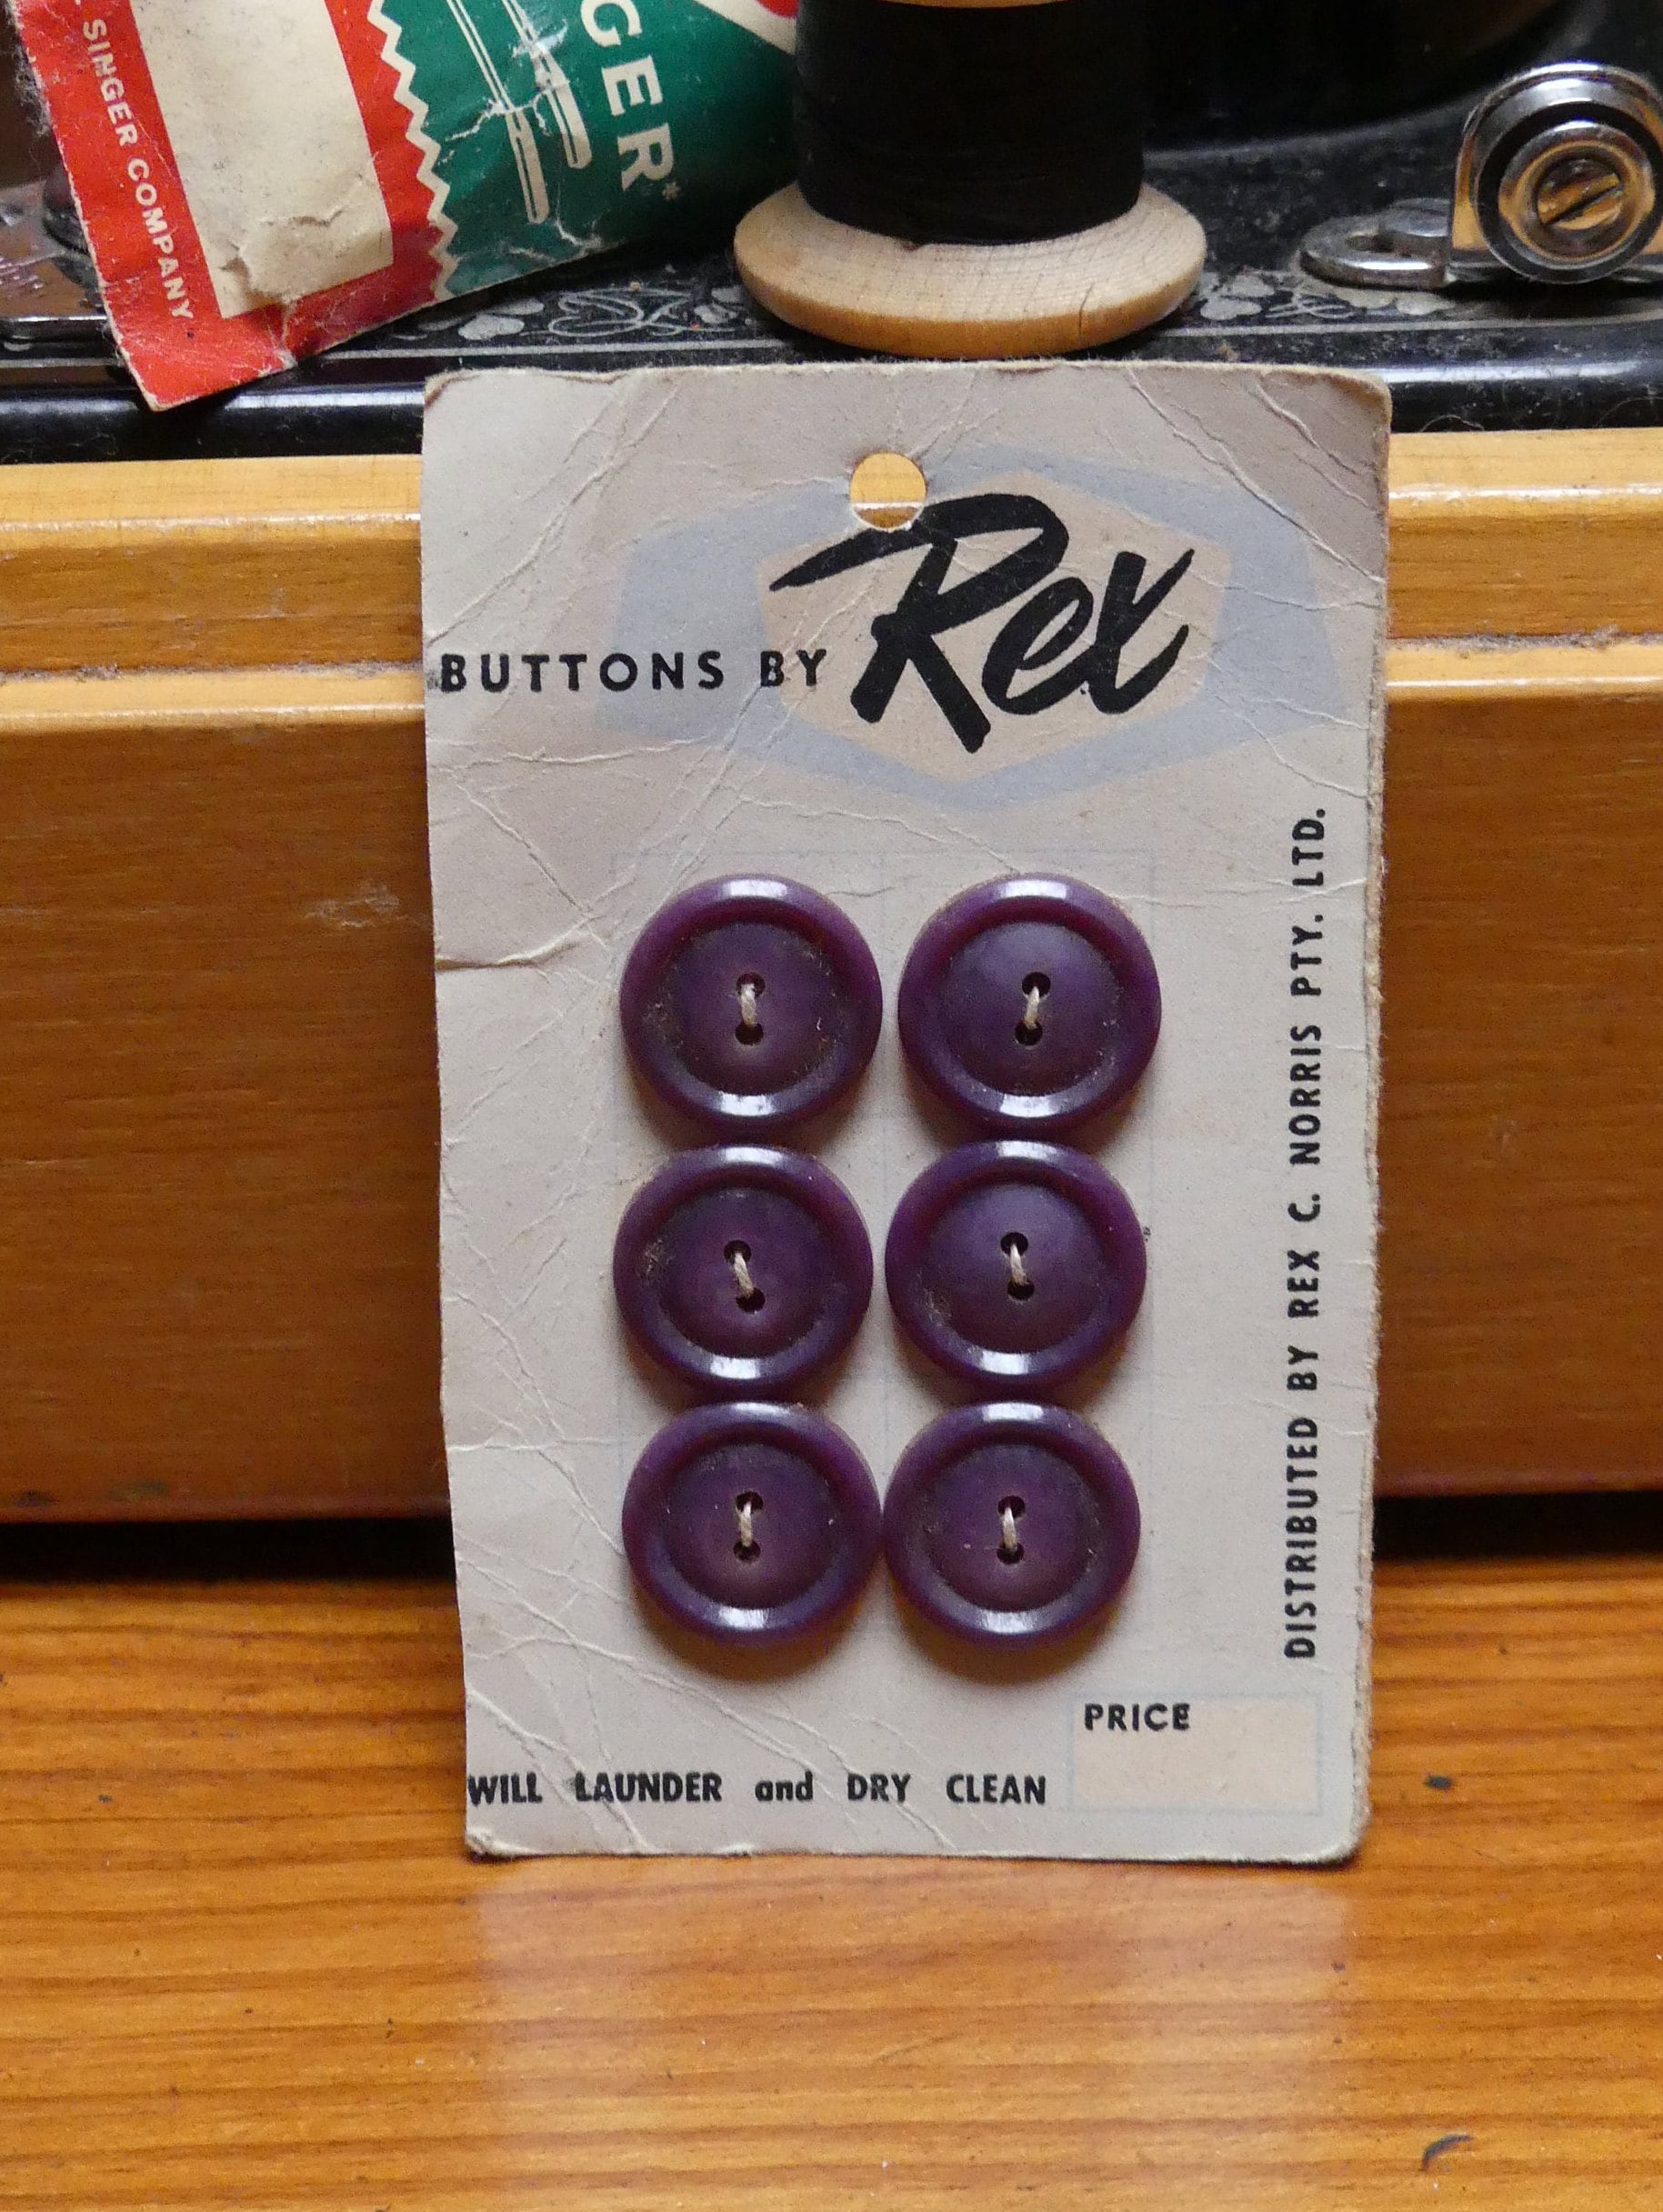 SINGER COMPANY
GER*
BUTTONS BY Rex
DISTRIBUTED BY REX C. NORRIS PTY. LTD.
PRICE
WILL LAUNDER and DRY CLEAN